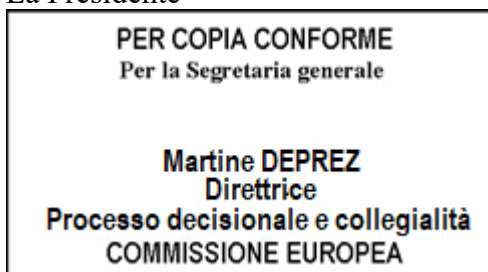 La Presidente
PER COPIA CONFORME
Per la Segretaria generale
Martine DEPREZ
Direttrice
Processo decisionale e collegialità
COMMISSIONE EUROPEA